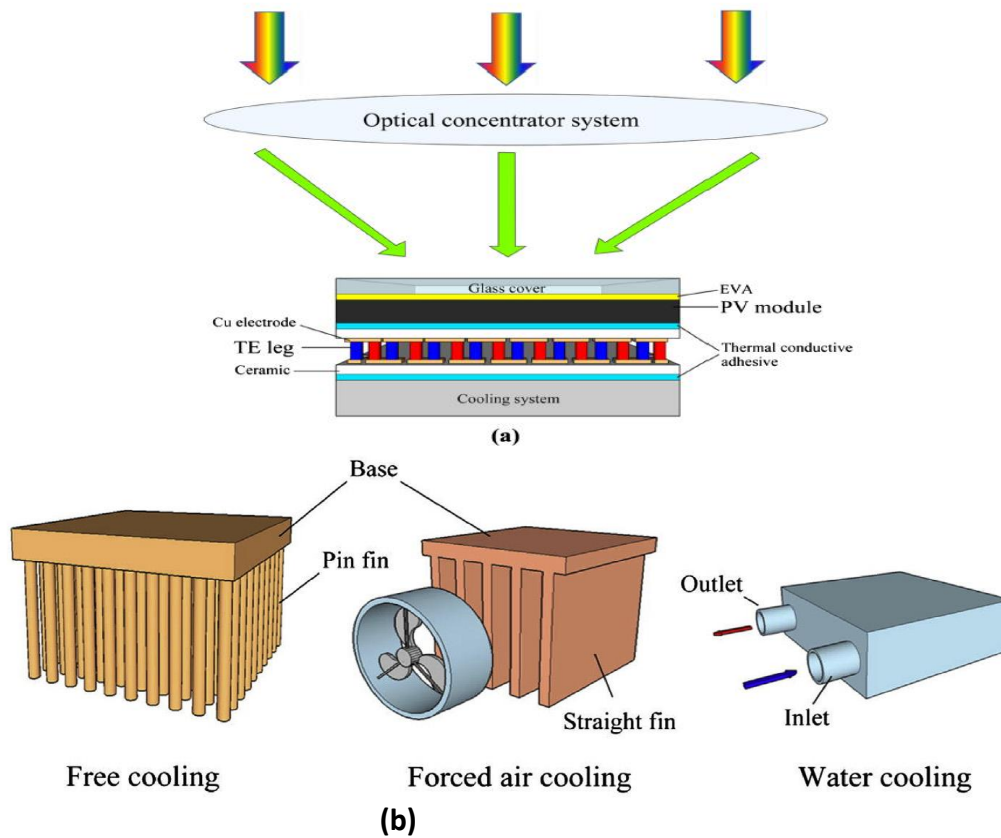 Optical concentrator system
Glass cover
EVA
PV module
Cu electrode
TE leg
Thermal conductive
adhesive
Ceramic
Cooling system
(a)
Base
Pin fin
Outlet
Straight fin
Inlet
Free cooling
Forced air cooling
Water cooling
(b)